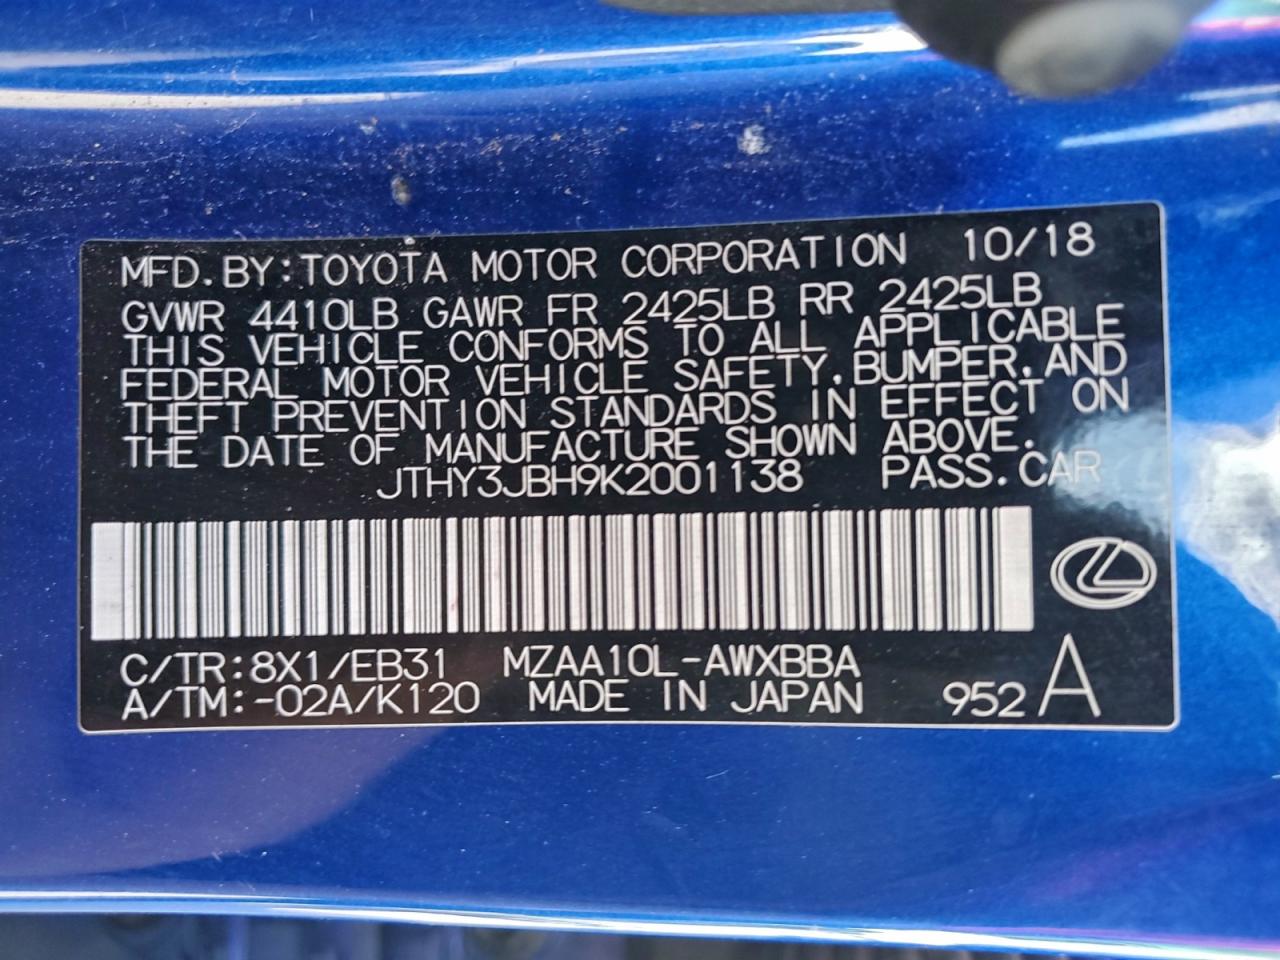 MFD.BY:TOYOTA MOTOR CORPORATION 10/18
GVWR 4410LB GAWR FR 2425LB RR 2425LB
THIS VEHICLE CONFORMS TO ALL APPLICABLE
FEDERAL MOTOR VEHICLE SAFETY,BUMPER,AND
THEFT PREVENTION STANDARDS IN EFFECT ON
THE DATE OF MANUFACTURE SHOWN ABOVE.
JTHY3JBH9K2001138 PASS.CAR
C/TR:8X1/EB31 MZAA10L-AWXBBA
A/TM:-02A/K120 MADE IN JAPAN 952 A